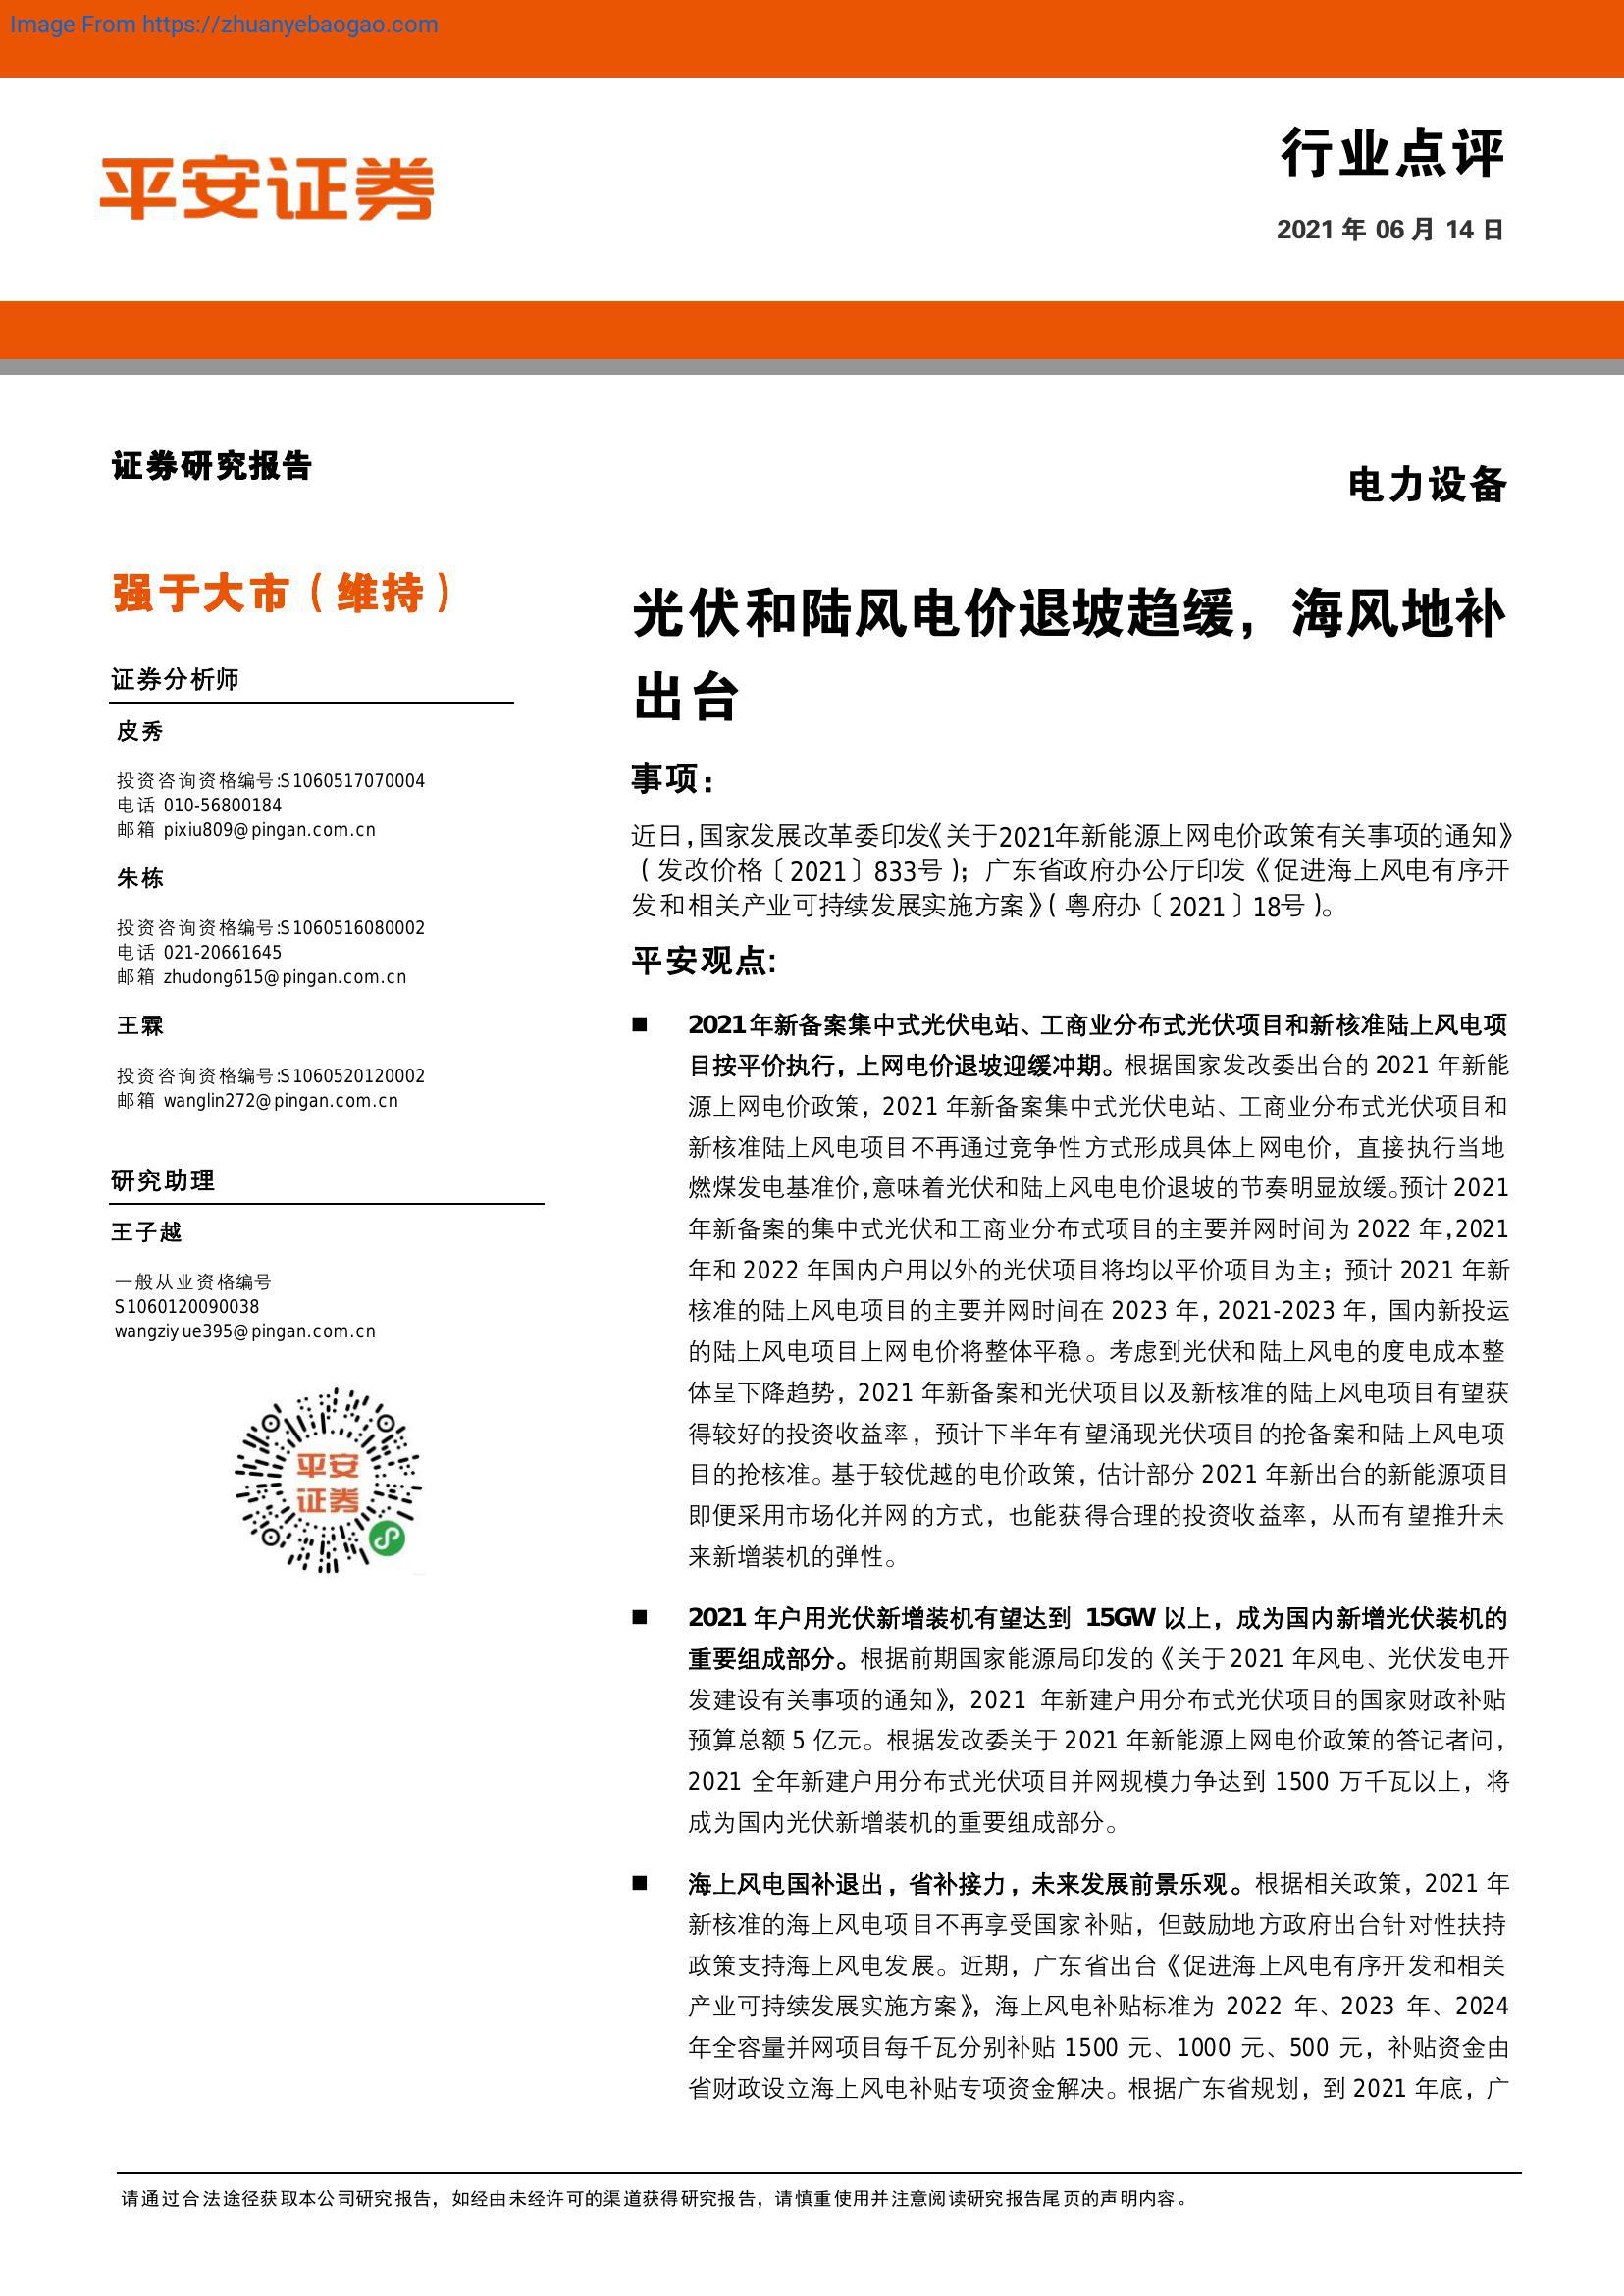 Image From https://zhuanyebaogao.com
平安证券
行业点评
2021 年 06 月 14 日
证券研究报告
电力设备
强于大市（维持）
证券分析师
皮秀
投资咨询资格编号:S1060517070004
电话 010-56800184
邮箱 pixiu809@pingan.com.cn
朱栋
投资咨询资格编号:S1060516080002
电话 021-20661645
邮箱 zhudong615@pingan.com.cn
王霖
投资咨询资格编号:S1060520120002
邮箱 wanglin272@pingan.com.cn
研究助理
王子越
一般从业资格编号
S1060120090038
wangziyue395@pingan.com.cn
平安
证券
光伏和陆风电价退坡趋缓，海风地补
出台
事项：
近日，国家发展改革委印发《关于2021年新能源上网电价政策有关事项的通知》
（发改价格〔2021〕833号）；广东省政府办公厅印发《促进海上风电有序开
发和相关产业可持续发展实施方案》（粤府办〔2021〕18号）。
平安观点:
■ 2021年新备案集中式光伏电站、工商业分布式光伏项目和新核准陆上风电项
目按平价执行，上网电价退坡迎缓冲期。根据国家发改委出台的 2021 年新能
源上网电价政策，2021 年新备案集中式光伏电站、工商业分布式光伏项目和
新核准陆上风电项目不再通过竞争性方式形成具体上网电价，直接执行当地
燃煤发电基准价，意味着光伏和陆上风电电价退坡的节奏明显放缓。预计 2021
年新备案的集中式光伏和工商业分布式项目的主要并网时间为 2022 年，2021
年和 2022 年国内户用以外的光伏项目将均以平价项目为主；预计 2021 年新
核准的陆上风电项目的主要并网时间在 2023 年，2021-2023 年，国内新投运
的陆上风电项目上网电价将整体平稳。考虑到光伏和陆上风电的度电成本整
体呈下降趋势，2021 年新备案和光伏项目以及新核准的陆上风电项目有望获
得较好的投资收益率，预计下半年有望涌现光伏项目的抢备案和陆上风电项
目的抢核准。基于较优越的电价政策，估计部分 2021 年新出台的新能源项目
即便采用市场化并网的方式，也能获得合理的投资收益率，从而有望推升未
来新增装机的弹性。
■ 2021 年户用光伏新增装机有望达到 15GW 以上，成为国内新增光伏装机的
重要组成部分。根据前期国家能源局印发的《关于 2021 年风电、光伏发电开
发建设有关事项的通知》，2021 年新建户用分布式光伏项目的国家财政补贴
预算总额 5 亿元。根据发改委关于 2021 年新能源上网电价政策的答记者问，
2021 全年新建户用分布式光伏项目并网规模力争达到 1500 万千瓦以上，将
成为国内光伏新增装机的重要组成部分。
■ 海上风电国补退出，省补接力，未来发展前景乐观。根据相关政策，2021 年
新核准的海上风电项目不再享受国家补贴，但鼓励地方政府出台针对性扶持
政策支持海上风电发展。近期，广东省出台《促进海上风电有序开发和相关
产业可持续发展实施方案》，海上风电补贴标准为 2022 年、2023 年、2024
年全容量并网项目每千瓦分别补贴 1500 元、1000 元、500 元，补贴资金由
省财政设立海上风电补贴专项资金解决。根据广东省规划，到 2021 年底，广
请通过合法途径获取本公司研究报告，如经由未经许可的渠道获得研究报告，请慎重使用并注意阅读研究报告尾页的声明内容。